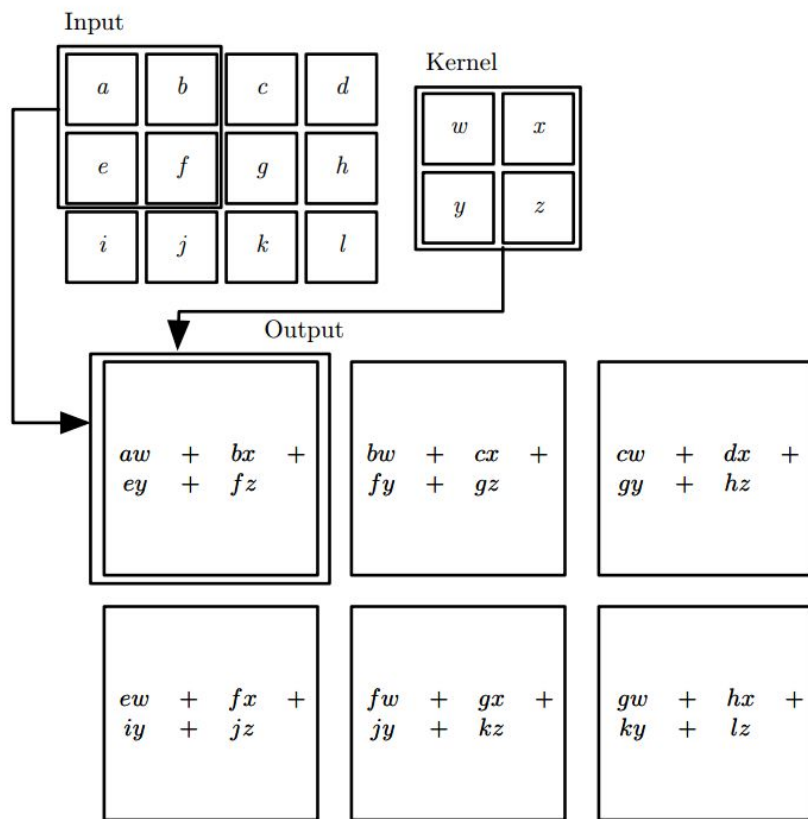 Input
a b c d
e f g h
i j k l
Kernel
w x
y z
Output
aw + bx +
ey + fz
bw + cx +
fy + gz
cw + dx +
gy + hz
ew + fx +
iy + jz
fw + gx +
jy + kz
gw + hx +
ky + lz